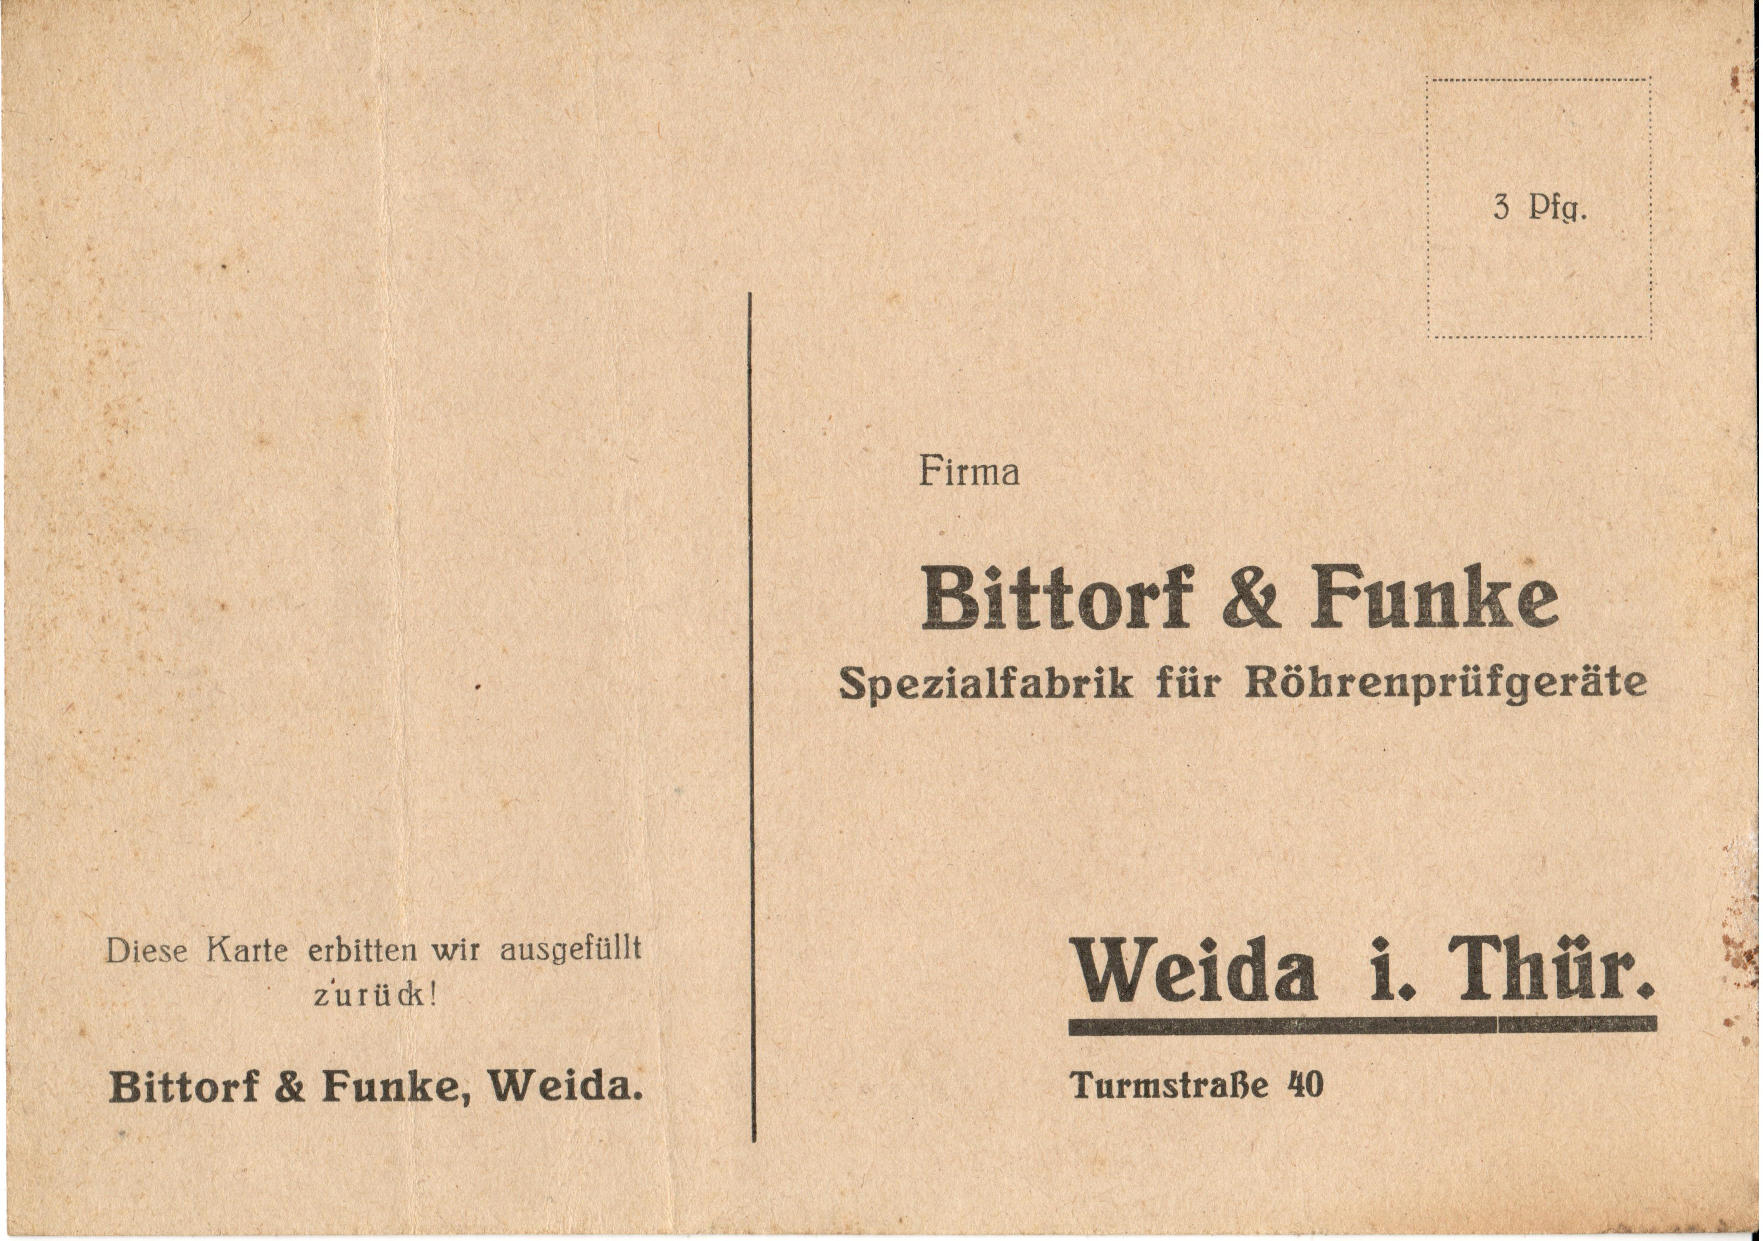 3 Pfg.
Firma
Bittorf & Funke
Spezialfabrik für Röhrenprüfgeräte
Weida i. Thür.
Turmstraße 40
Diese Karte erbitten wir ausgefüllt
zurück!
Bittorf & Funke, Weida.